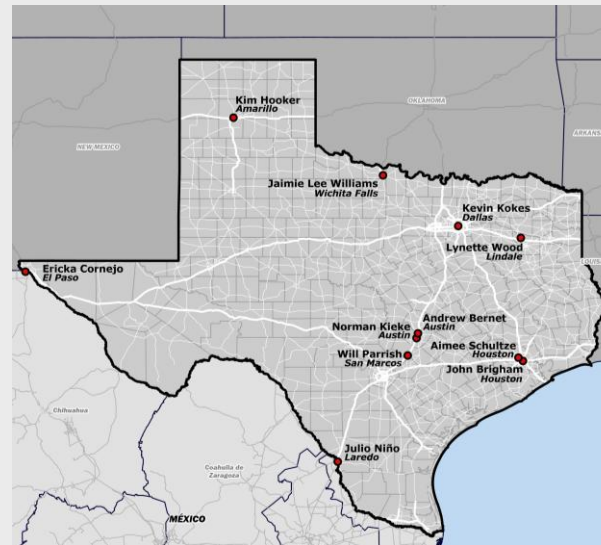 Kim Hooker
Amarillo
OKLAHOMA
NEW MEXICO
ARKANS
Jaimie Lee Williams
Wichita Falls
Kevin Kokes
Dallas
Lynette Wood
Lindale
LOUIS
Ericka Cornejo
El Paso
Andrew Bernet
Austin
Norman Kieke
Austin
Aimee Schultze
Houston
Will Parrish
San Marcos
John Brigham
Houston
Chihuahua
Julio Niño
Laredo
Coahuila de
Zaragoza
MÉXICO